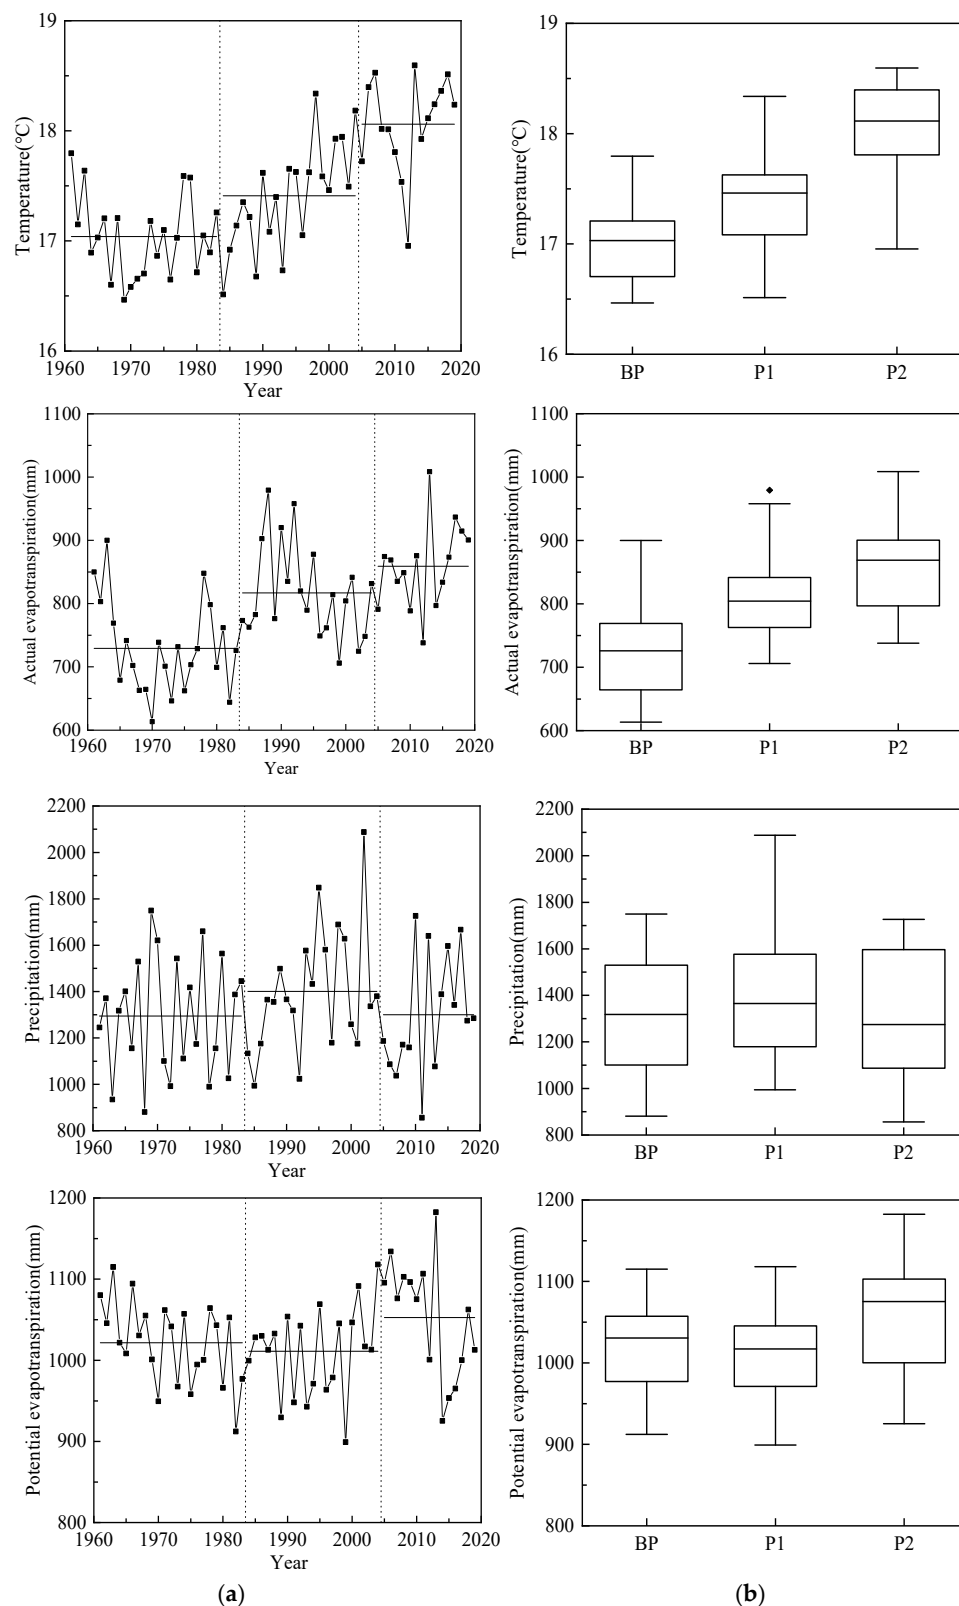 19
18
17
16
Temperature(℃)
1960 1970 1980 1990 2000 2010 2020
Year
19
18
17
16
Temperature(℃)
BP P1 P2
1100
1000
900
800
700
600
Actual evapotranspiration(mm)
1960 1970 1980 1990 2000 2010 2020
Year
1100
1000
900
800
700
600
Actual evapotranspiration(mm)
BP P1 P2
2200
2000
1800
1600
1400
1200
1000
800
Precipitation(mm)
1960 1970 1980 1990 2000 2010 2020
Year
2200
2000
1800
1600
1400
1200
1000
800
Precipitation(mm)
BP P1 P2
1200
1100
1000
900
800
Potential evapotranspiration(mm)
1960 1970 1980 1990 2000 2010 2020
Year
1200
1100
1000
900
800
Potential evapotranspiration(mm)
BP P1 P2
(a) (b)